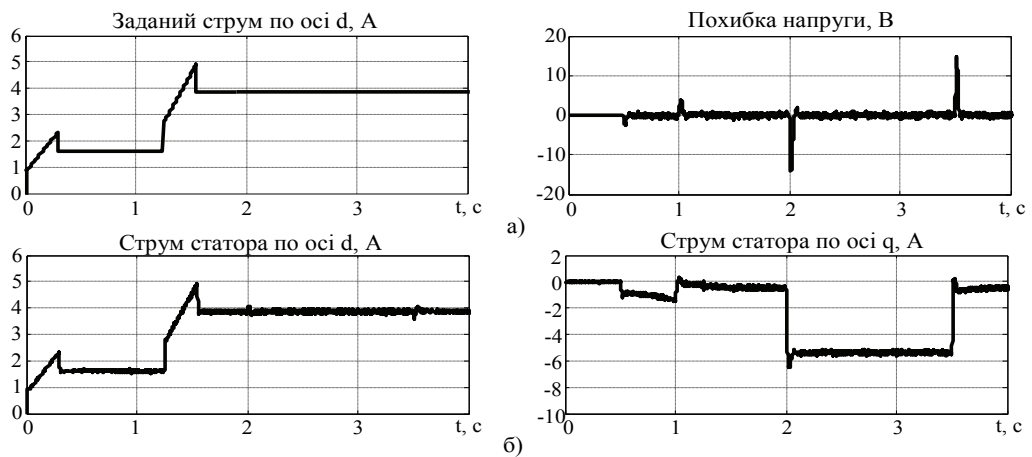 Заданий струм по осі d, А
Похибка напруги, В
6
5
4
3
2
1
0
0 1 2 3 t, с
20
10
0
-10
-20
0 1 2 3 t, с
а)
Струм статора по осі d, А
Струм статора по осі q, А
6
5
4
3
2
1
0
0 1 2 3 t, с
2
0
-2
-4
-6
-8
-10
0 1 2 3 t, с
б)